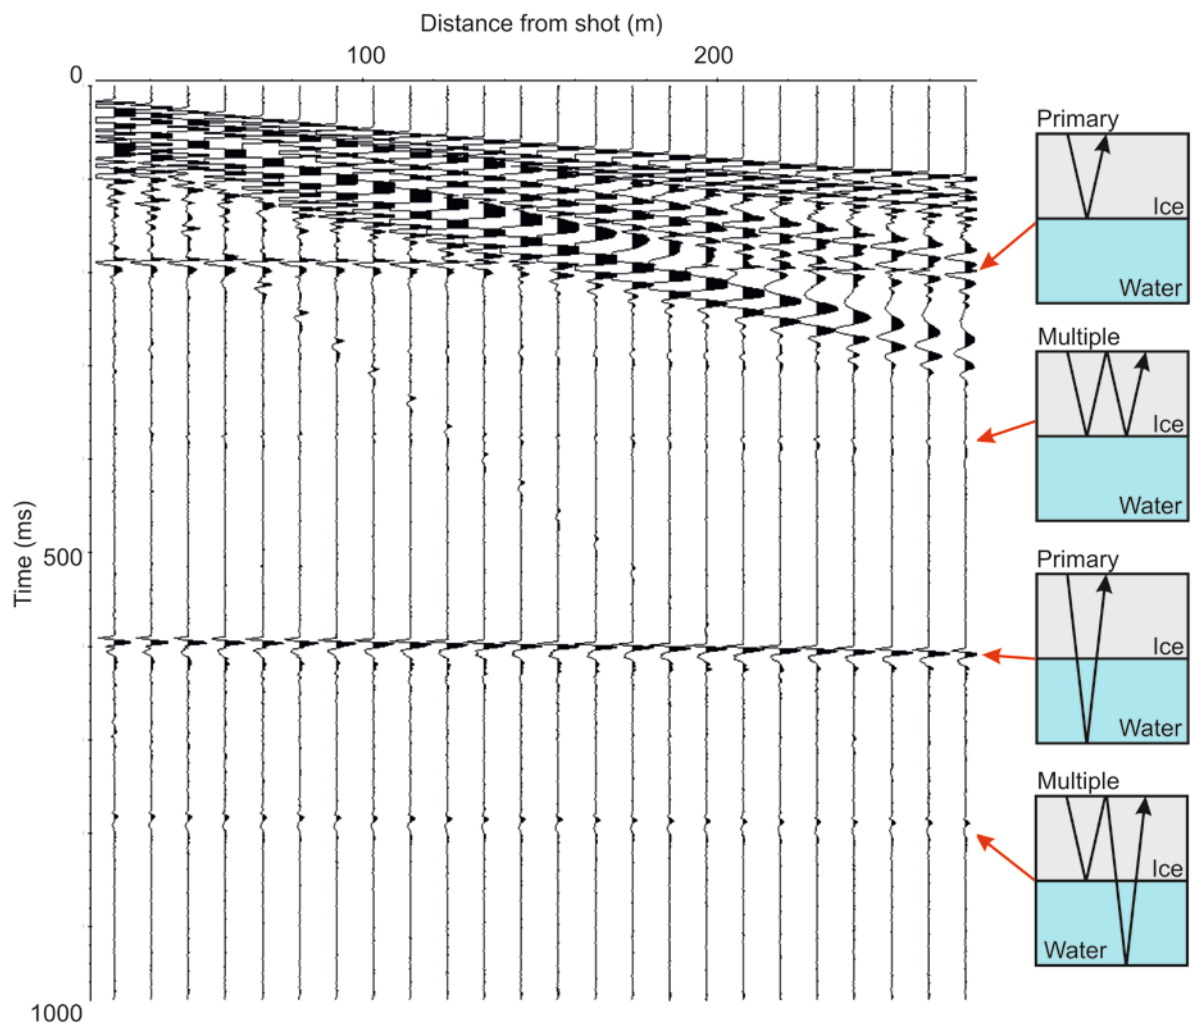 Distance from shot (m)
100 200
0
500
1000
Time (ms)
Primary
Ice
Water
Multiple
Ice
Water
Primary
Ice
Water
Multiple
Ice
Water